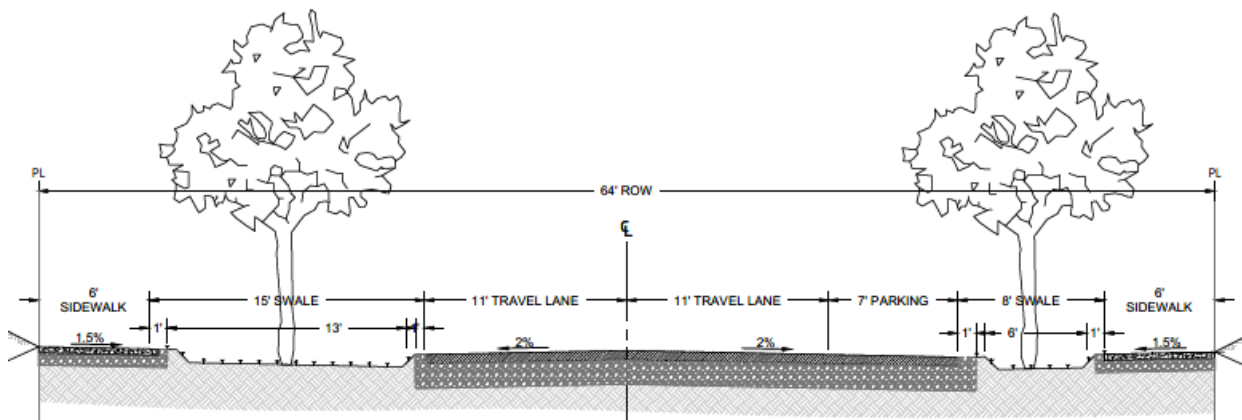 PL
PL
64' ROW
℄
6'
SIDEWALK
15' SWALE
11' TRAVEL LANE
11' TRAVEL LANE
7' PARKING
8' SWALE
6'
SIDEWALK
1'
13'
1'
6'
1'
1.5%
2%
2%
1.5%